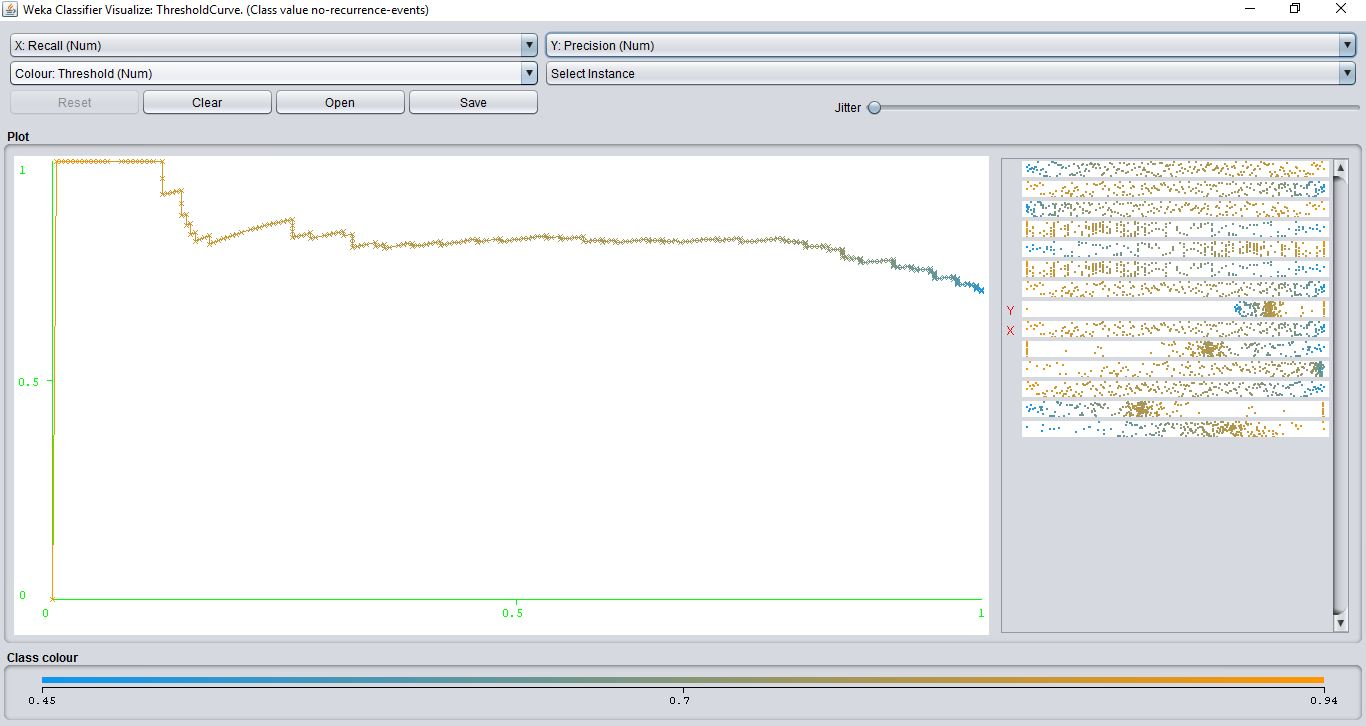 Weka Classifier Visualize: ThresholdCurve. (Class value no-recurrence-events)
X: Recall (Num)
Y: Precision (Num)
Colour: Threshold (Num)
Select Instance
Reset
Clear
Open
Save
Jitter
Plot
1
0.5
0
0
0.5
1
Y
X
Class colour
0.45
0.7
0.94